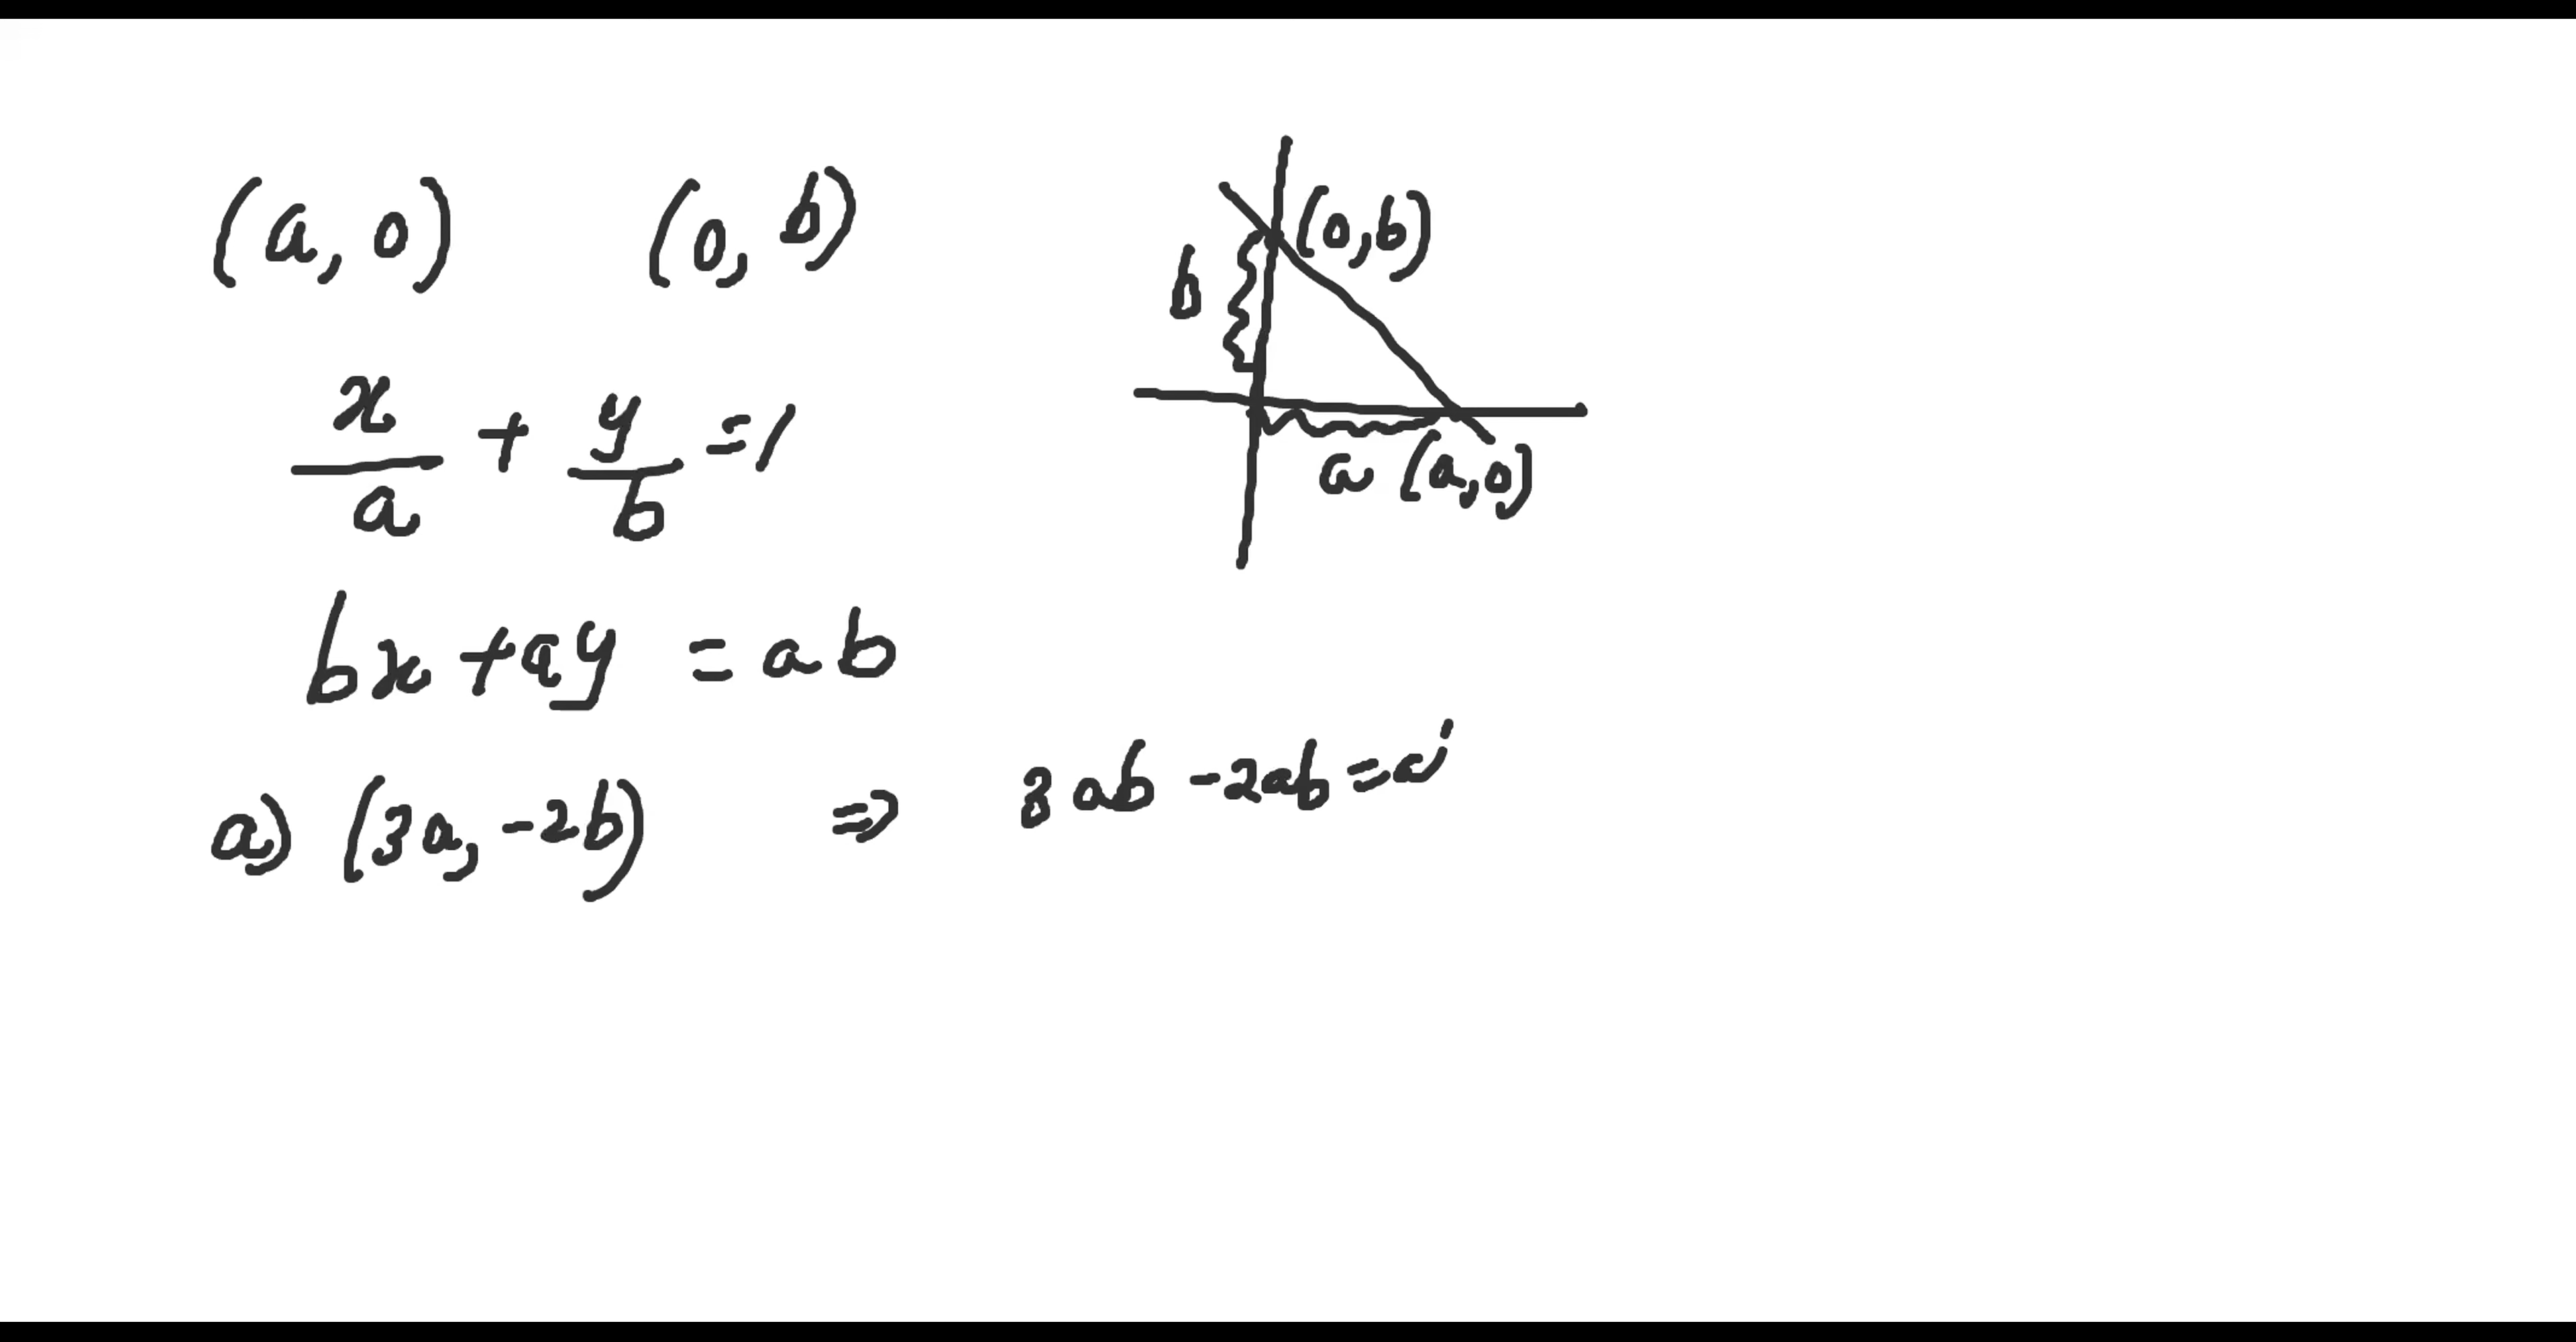 (a, 0) (0, b)
x/a + y/b = 1
bx + ay = ab
a) (3a, -2b) ⇒ 3ab - 2ab =
(0, b)
b
a (a, 0)